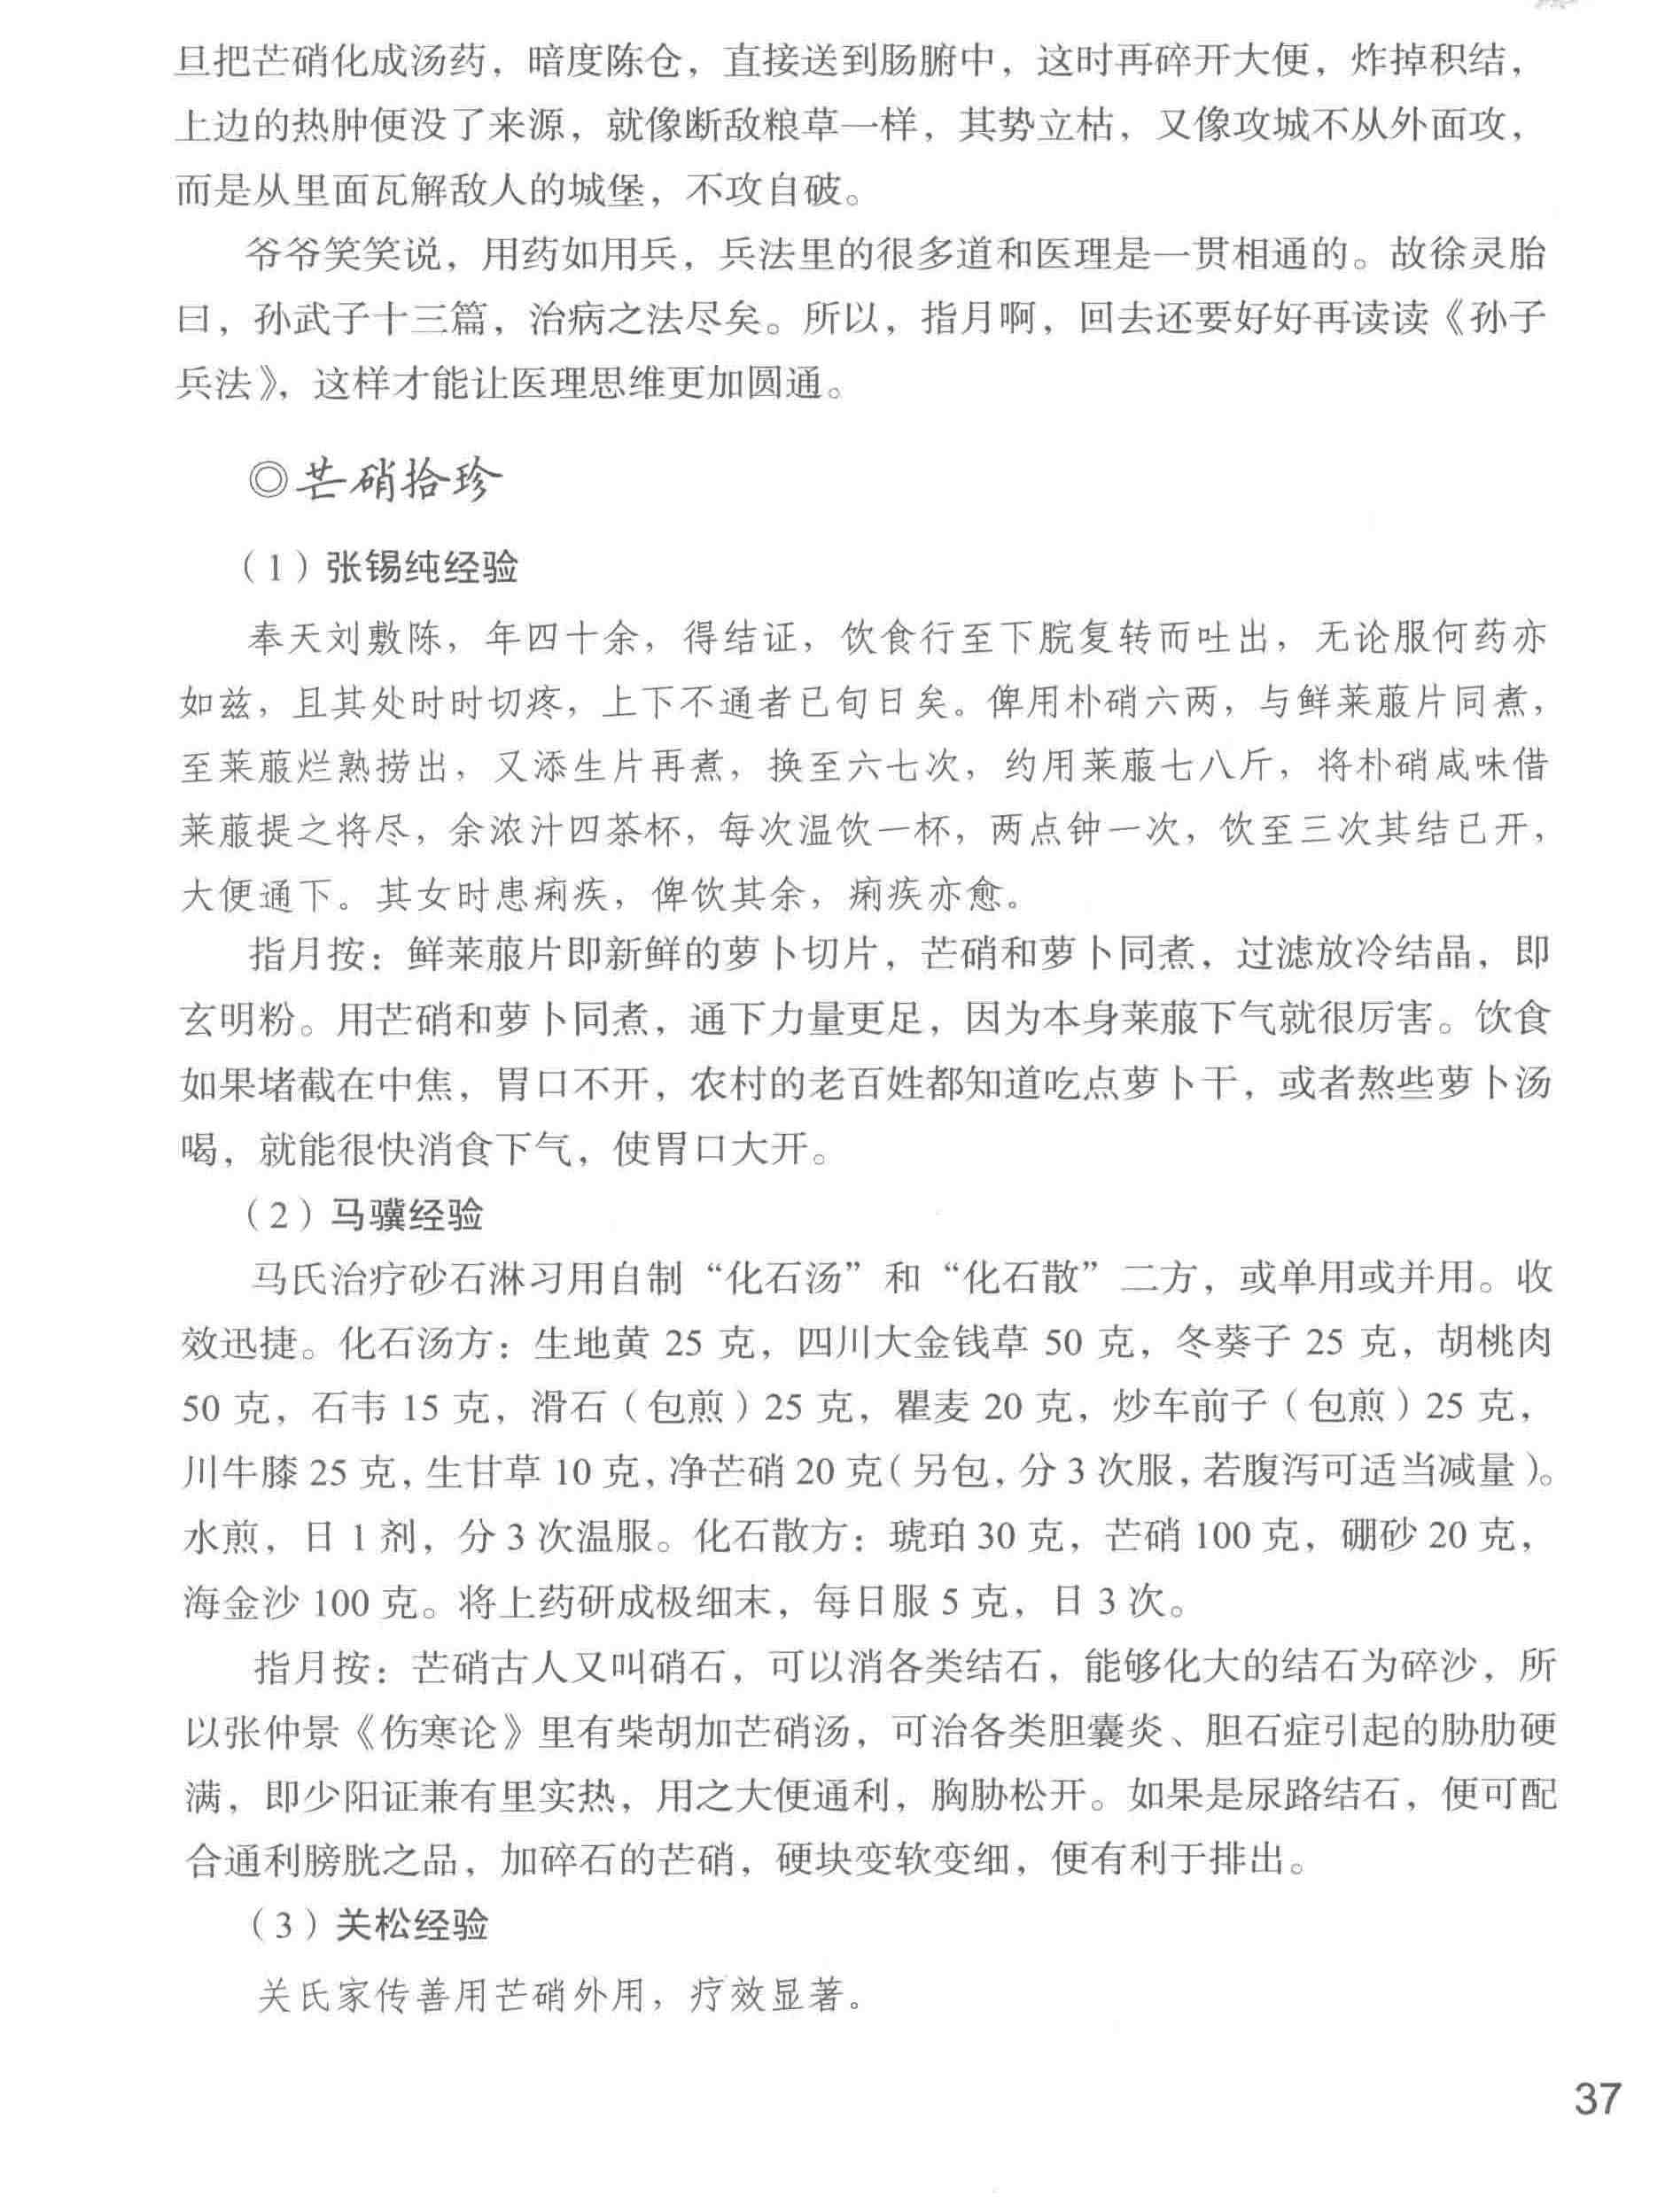 旦把芒硝化成汤药，暗度陈仓，直接送到肠腑中，这时再碎开大便，炸掉积结，
上边的热肿便没了来源，就像断敌粮草一样，其势立枯，又像攻城不从外面攻，
而是从里面瓦解敌人的城堡，不攻自破。
爷爷笑笑说，用药如用兵，兵法里的很多道和医理是一贯相通的。故徐灵胎
曰，孙武子十三篇，治病之法尽矣。所以，指月啊，回去还要好好再读读《孙子
兵法》，这样才能让医理思维更加圆通。
◎芒硝拾珍
（1）张锡纯经验
奉天刘敷陈，年四十余，得结证，饮食行至下脘复转而吐出，无论服何药亦
如兹，且其处时时切疼，上下不通者已旬日矣。俾用朴硝六两，与鲜莱菔片同煮，
至莱菔烂熟捞出，又添生片再煮，换至六七次，约用莱菔七八斤，将朴硝咸味借
莱菔提之将尽，余浓汁四茶杯，每次温饮一杯，两点钟一次，饮至三次其结已开，
大便通下。其女时患痢疾，俾饮其余，痢疾亦愈。
指月按：鲜莱菔片即新鲜的萝卜切片，芒硝和萝卜同煮，过滤放冷结晶，即
玄明粉。用芒硝和萝卜同煮，通下力量更足，因为本身莱菔下气就很厉害。饮食
如果堵截在中焦，胃口不开，农村的老百姓都知道吃点萝卜干，或者熬些萝卜汤
喝，就能很快消食下气，使胃口大开。
（2）马骥经验
马氏治疗砂石淋习用自制“化石汤”和“化石散”二方，或单用或并用。收
效迅捷。化石汤方：生地黄 25 克，四川大金钱草 50 克，冬葵子 25 克，胡桃肉
50 克，石韦 15 克，滑石（包煎）25 克，瞿麦 20 克，炒车前子（包煎）25 克，
川牛膝 25 克，生甘草 10 克，净芒硝 20 克（另包，分 3 次服，若腹泻可适当减量）。
水煎，日 1 剂，分 3 次温服。化石散方：琥珀 30 克，芒硝 100 克，硼砂 20 克，
海金沙 100 克。将上药研成极细末，每日服 5 克，日 3 次。
指月按：芒硝古人又叫硝石，可以消各类结石，能够化大的结石为碎沙，所
以张仲景《伤寒论》里有柴胡加芒硝汤，可治各类胆囊炎、胆石症引起的胁肋硬
满，即少阳证兼有里实热，用之大便通利，胸胁松开。如果是尿路结石，便可配
合通利膀胱之品，加碎石的芒硝，硬块变软变细，便有利于排出。
（3）关松经验
关氏家传善用芒硝外用，疗效显著。
37